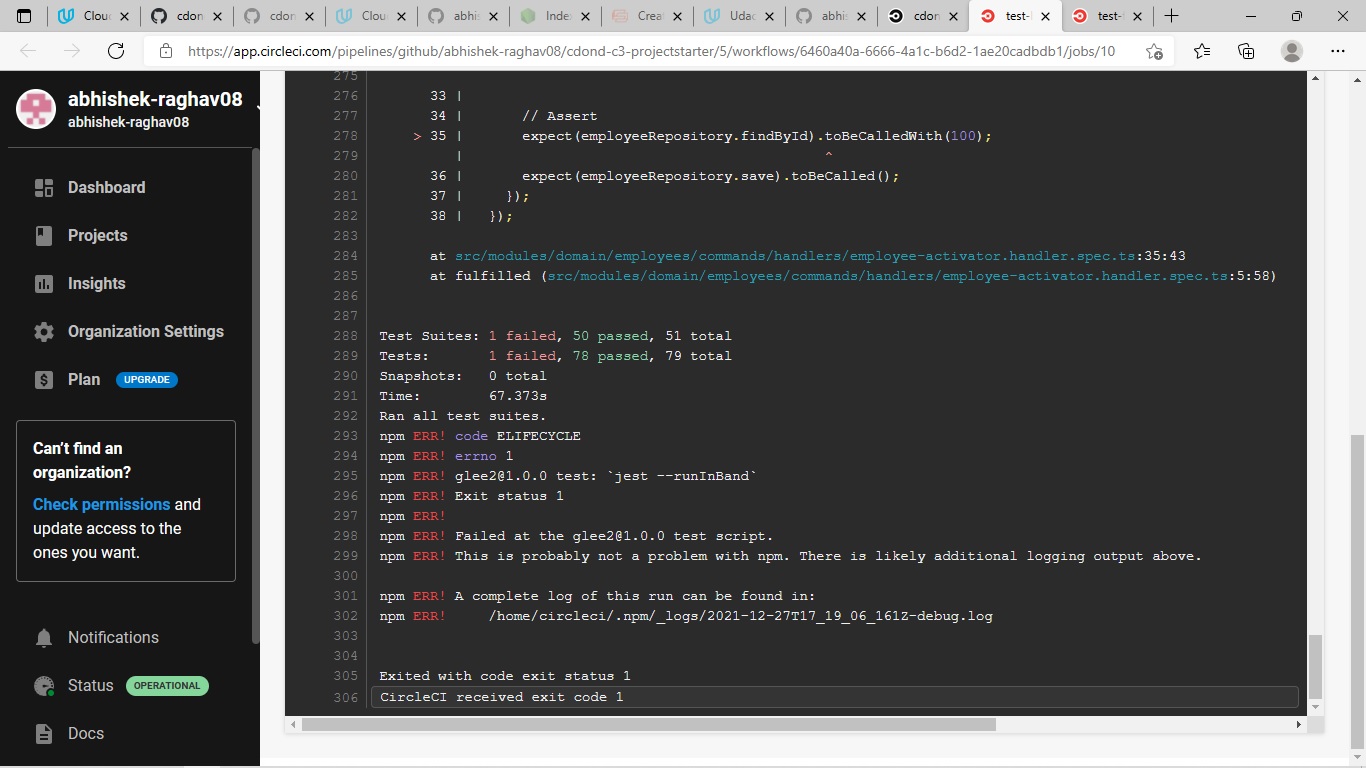 Clouc
cdon
cdon
Clou
abhis
Inde:
Crea
Udac
abhis
cdon
test-
test-
https://app.circleci.com/pipelines/github/abhishek-raghav08/cdond-c3-projectstarter/5/workflows/6460a40a-6666-4a1c-b6d2-1ae20cadbdb1/jobs/10
abhishek-raghav08
abhishek-raghav08
Dashboard
Projects
Insights
Organization Settings
Plan UPGRADE
Can't find an
organization?
Check permissions and
update access to the
ones you want.
Notifications
Status OPERATIONAL
Docs
275
276 33 |
277 34 | // Assert
278 > 35 | expect(employeeRepository.findById).toBeCalledWith(100);
279 | ^
280 36 | expect(employeeRepository.save).toBeCalled();
281 37 | });
282 38 | });
283
284 at src/modules/domain/employees/commands/handlers/employee-activator.handler.spec.ts:35:43
285 at fulfilled (src/modules/domain/employees/commands/handlers/employee-activator.handler.spec.ts:5:58)
286
287
288 Test Suites: 1 failed, 50 passed, 51 total
289 Tests: 1 failed, 78 passed, 79 total
290 Snapshots: 0 total
291 Time: 67.373s
292 Ran all test suites.
293 npm ERR! code ELIFECYCLE
294 npm ERR! errno 1
295 npm ERR! glee2@1.0.0 test: `jest --runInBand`
296 npm ERR! Exit status 1
297 npm ERR!
298 npm ERR! Failed at the glee2@1.0.0 test script.
299 npm ERR! This is probably not a problem with npm. There is likely additional logging output above.
300
301 npm ERR! A complete log of this run can be found in:
302 npm ERR! /home/circleci/.npm/_logs/2021-12-27T17_19_06_161Z-debug.log
303
304
305 Exited with code exit status 1
306 CircleCI received exit code 1